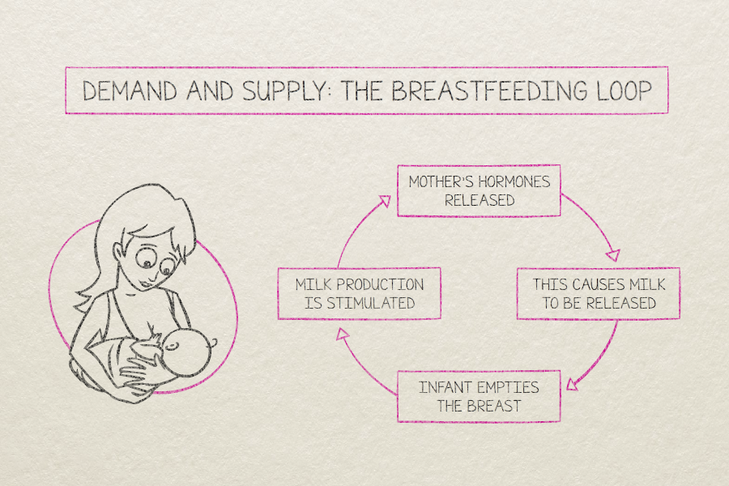 DEMAND AND SUPPLY: THE BREASTFEEDING LOOP
MOTHER'S HORMONES
RELEASED
THIS CAUSES MILK
TO BE RELEASED
INFANT EMPTIES
THE BREAST
MILK PRODUCTION
IS STIMULATED